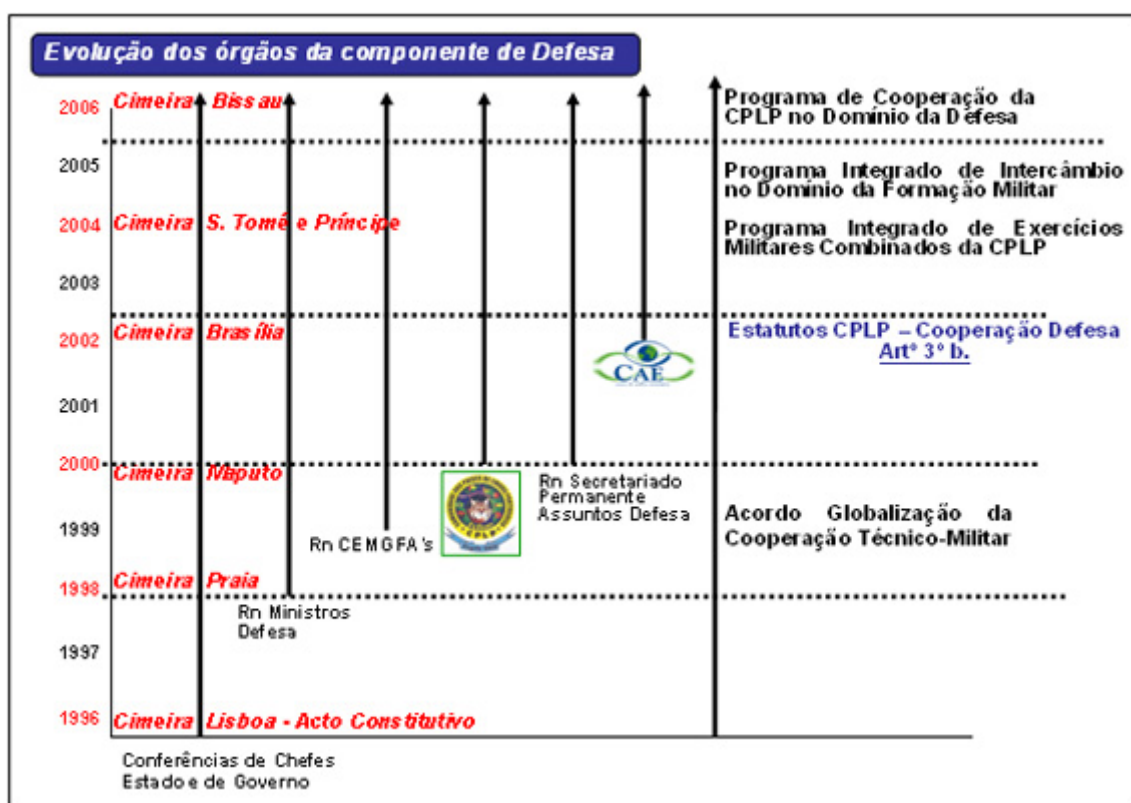 Evolução dos órgãos da componente de Defesa
2006 Cimeira Bissau
Programa de Cooperação da
CPLP no Domínio da Defesa
2005
Programa Integrado de Intercâmbio
no Domínio da Formação Militar
2004 Cimeira S. Tomé e Príncipe
Programa Integrado de Exercícios
Militares Combinados da CPLP
2003
2002 Cimeira Brasília
Estatutos CPLP – Cooperação Defesa
Artº 3º b.
CAE
2001
2000
Cimeira Maputo
Rn Secretariado
Permanente
Assuntos Defesa
CPLP
1999
Rn CEMGFA's
Acordo Globalização da
Cooperação Técnico-Militar
1998 Cimeira Praia
Rn Ministros
Defesa
1997
1996 Cimeira Lisboa - Acto Constitutivo
Conferências de Chefes
Estado e de Governo